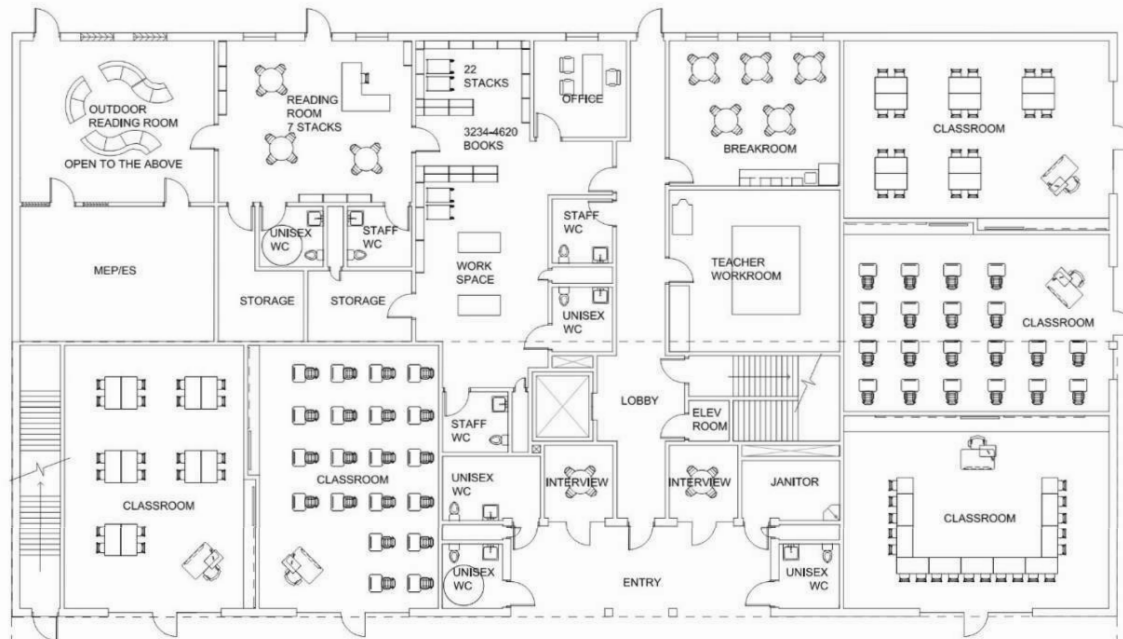 OUTDOOR
READING ROOM
OPEN TO THE ABOVE
READING
ROOM
7 STACKS
22
STACKS
3234-4620
BOOKS
OFFICE
BREAKROOM
CLASSROOM
MEP/ES
UNISEX
WC
STAFF
WC
STORAGE
STORAGE
WORK
SPACE
STAFF
WC
UNISEX
WC
TEACHER
WORKROOM
CLASSROOM
LOBBY
ELEV
ROOM
CLASSROOM
CLASSROOM
STAFF
WC
UNISEX
WC
INTERVIEW
INTERVIEW
JANITOR
CLASSROOM
UNISEX
WC
ENTRY
UNISEX
WC